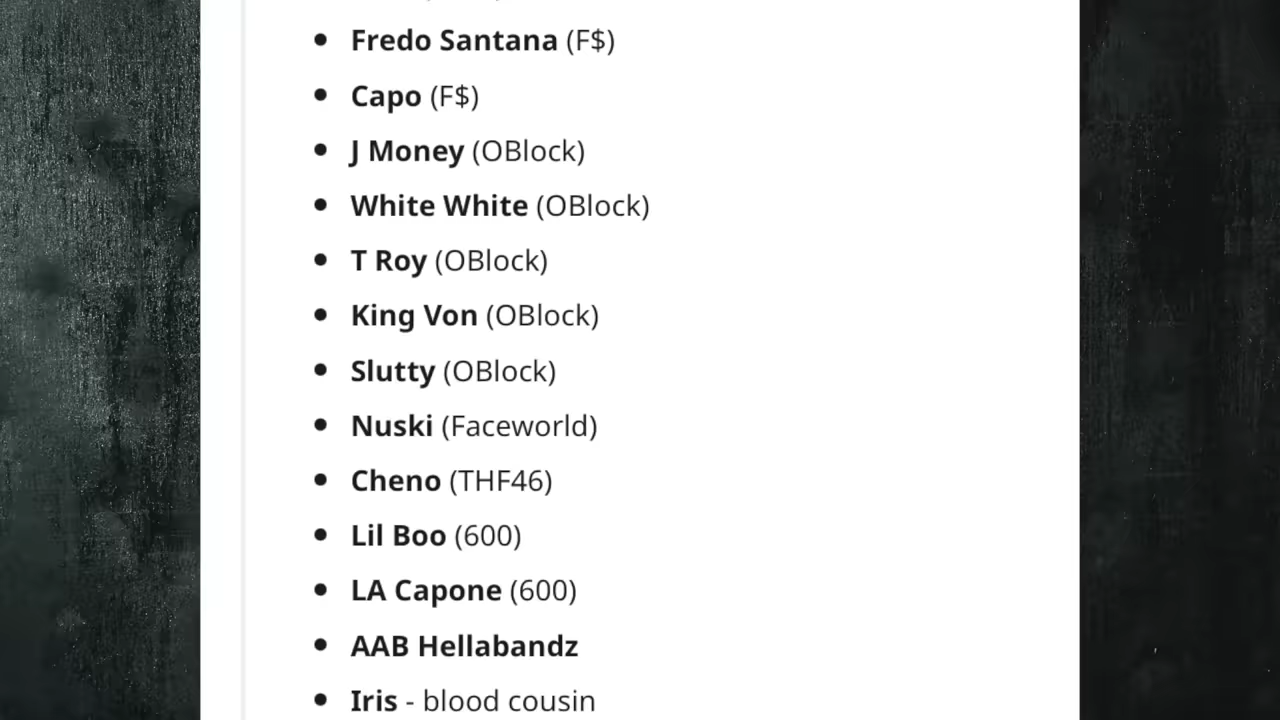 Fredo Santana (F$)
Capo (F$)
J Money (OBlock)
White White (OBlock)
T Roy (OBlock)
King Von (OBlock)
Slutty (OBlock)
Nuski (Faceworld)
Cheno (THF46)
Lil Boo (600)
LA Capone (600)
AAB Hellabandz
Iris - blood cousin